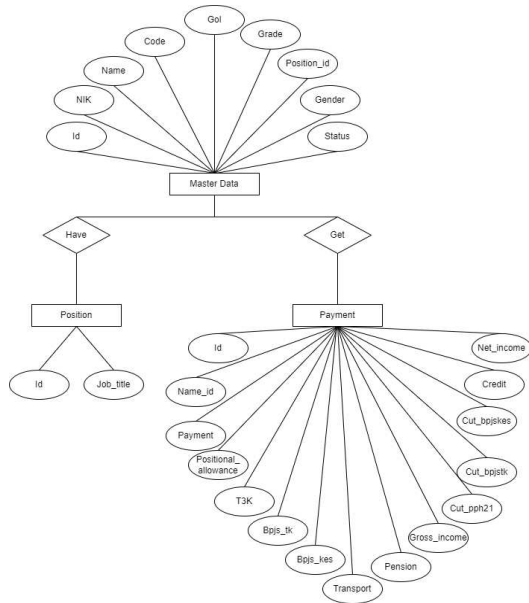 Gol
Code
Grade
Name
Position_id
NIK
Gender
Id
Status
Master Data
Have
Get
Position
Payment
Id
Net_income
Id
Job_title
Name_id
Credit
Cut_bpjskes
Payment
Positional_
allowance
Cut_bpjstk
T3K
Cut_pph21
Bpjs_tk
Gross_income
Bpjs_kes
Pension
Transport